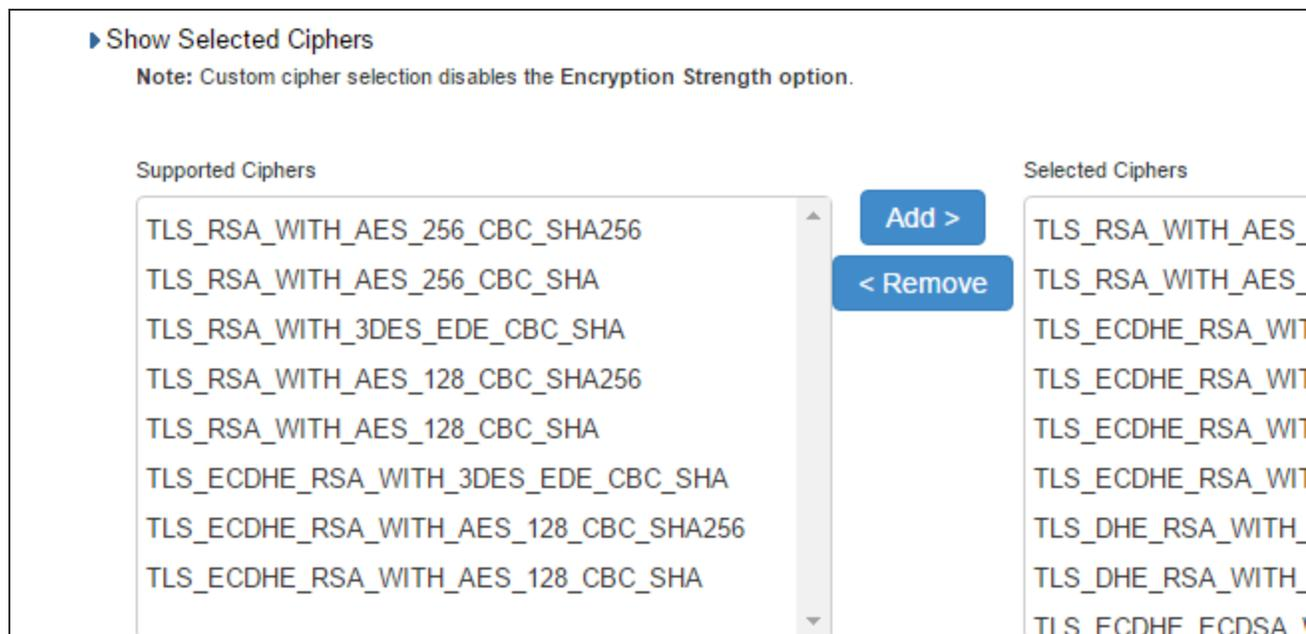 Show Selected Ciphers
Note: Custom cipher selection disables the Encryption Strength option.
Supported Ciphers
TLS_RSA_WITH_AES_256_CBC_SHA256
TLS_RSA_WITH_AES_256_CBC_SHA
TLS_RSA_WITH_3DES_EDE_CBC_SHA
TLS_RSA_WITH_AES_128_CBC_SHA256
TLS_RSA_WITH_AES_128_CBC_SHA
TLS_ECDHE_RSA_WITH_3DES_EDE_CBC_SHA
TLS_ECDHE_RSA_WITH_AES_128_CBC_SHA256
TLS_ECDHE_RSA_WITH_AES_128_CBC_SHA
Add >
< Remove
Selected Ciphers
TLS_RSA_WITH_AES_
TLS_RSA_WITH_AES_
TLS_ECDHE_RSA_WIT
TLS_ECDHE_RSA_WIT
TLS_ECDHE_RSA_WIT
TLS_ECDHE_RSA_WIT
TLS_DHE_RSA_WITH_
TLS_DHE_RSA_WITH_
TLS_ECDHE_ECDSA_